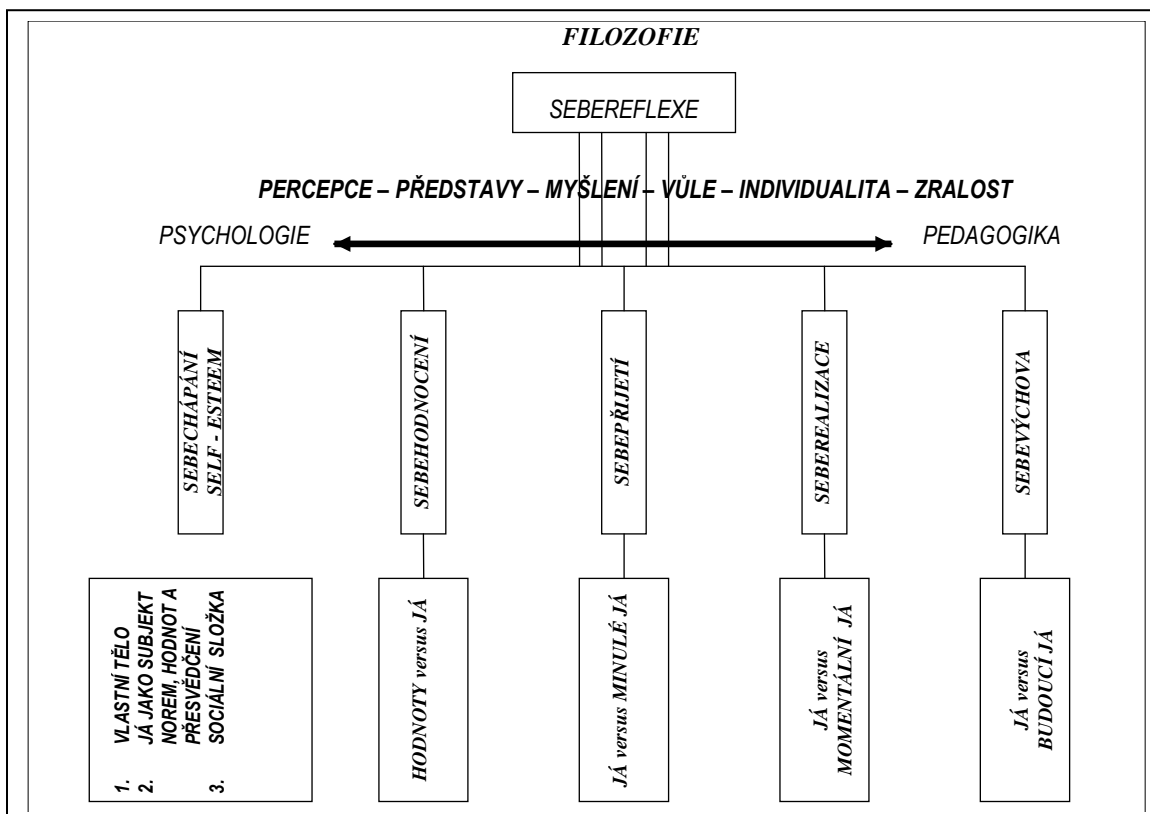 FILOZOFIE
SEBEREFLEXE
PERCEPCE – PŘEDSTAVY – MYŠLENÍ – VŮLE – INDIVIDUALITA – ZRALOST
PSYCHOLOGIE
PEDAGOGIKA
SEBECHÁPÁNÍ
SELF - ESTEEM
SEBEHODNOCENÍ
SEBEPŘIJETÍ
SEBEREALIZACE
SEBEVÝCHOVA
1. VLASTNÍ TĚLO
2. JÁ JAKO SUBJEKT
NOREM, HODNOT A
PŘESVĚDČENÍ
3. SOCIÁLNÍ SLOŽKA
HODNOTY versus JÁ
JÁ versus MINULÉ JÁ
JÁ versus
MOMENTÁLNÍ JÁ
JÁ versus
BUDOUCÍ JÁ